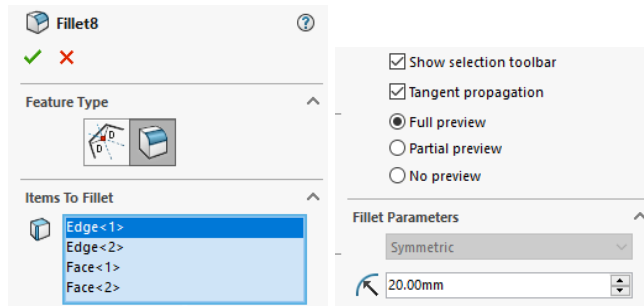 Fillet8
Feature Type
D
D
Items To Fillet
Edge<1>
Edge<2>
Face<1>
Face<2>
Show selection toolbar
Tangent propagation
Full preview
Partial preview
No preview
Fillet Parameters
Symmetric
20.00mm